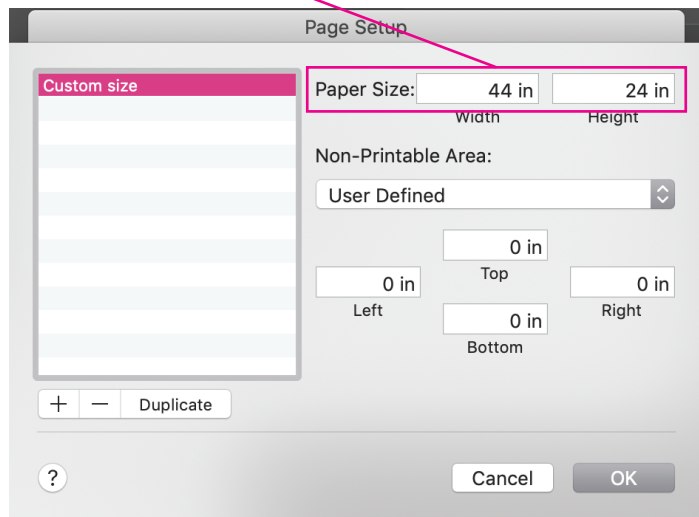 Page Setup
Custom size
Paper Size: 44 in 24 in
Width Height
Non-Printable Area:
User Defined
0 in
Top
0 in 0 in
Left Right
0 in
Bottom
+ − Duplicate
? Cancel OK